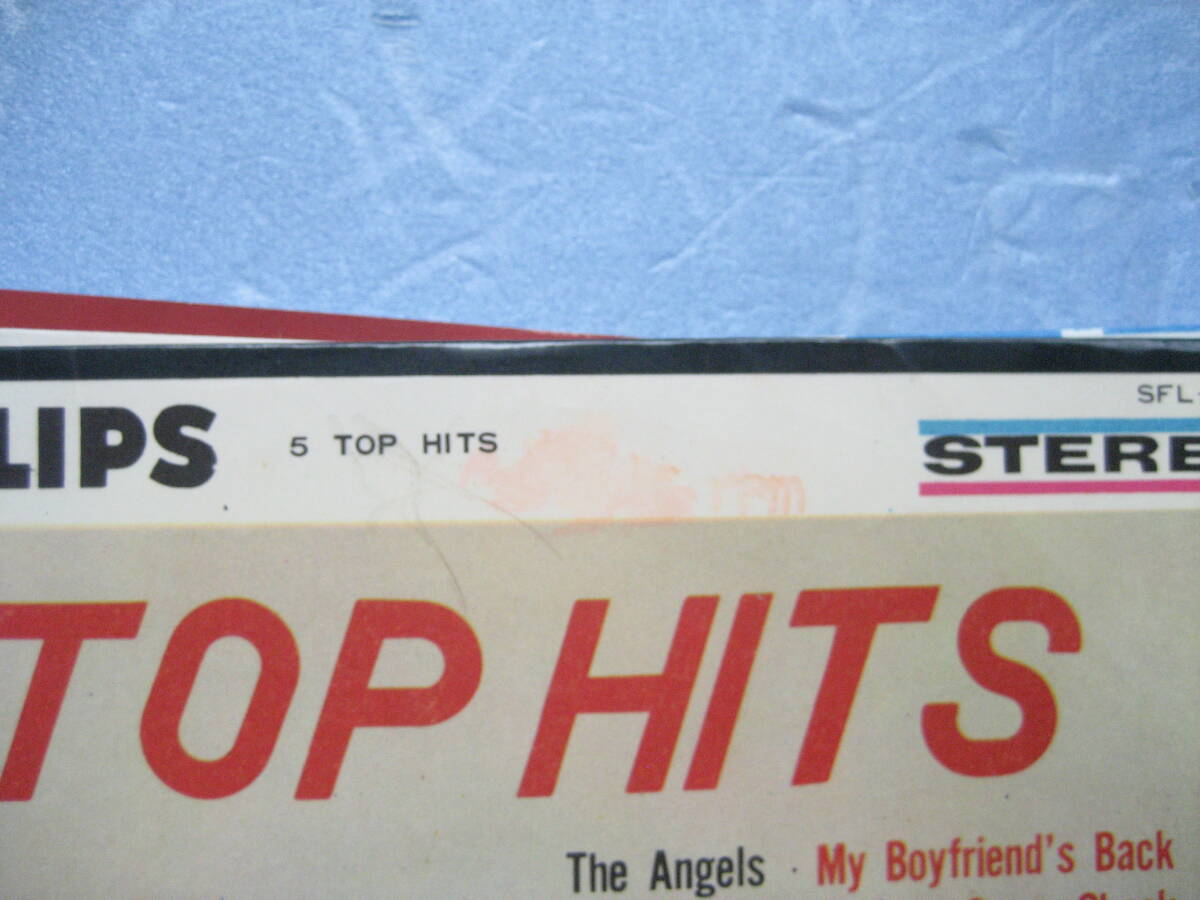 SFL-
LIPS 5 TOP HITS STERE
TOP HITS
The Angels · My Boyfriend's Back